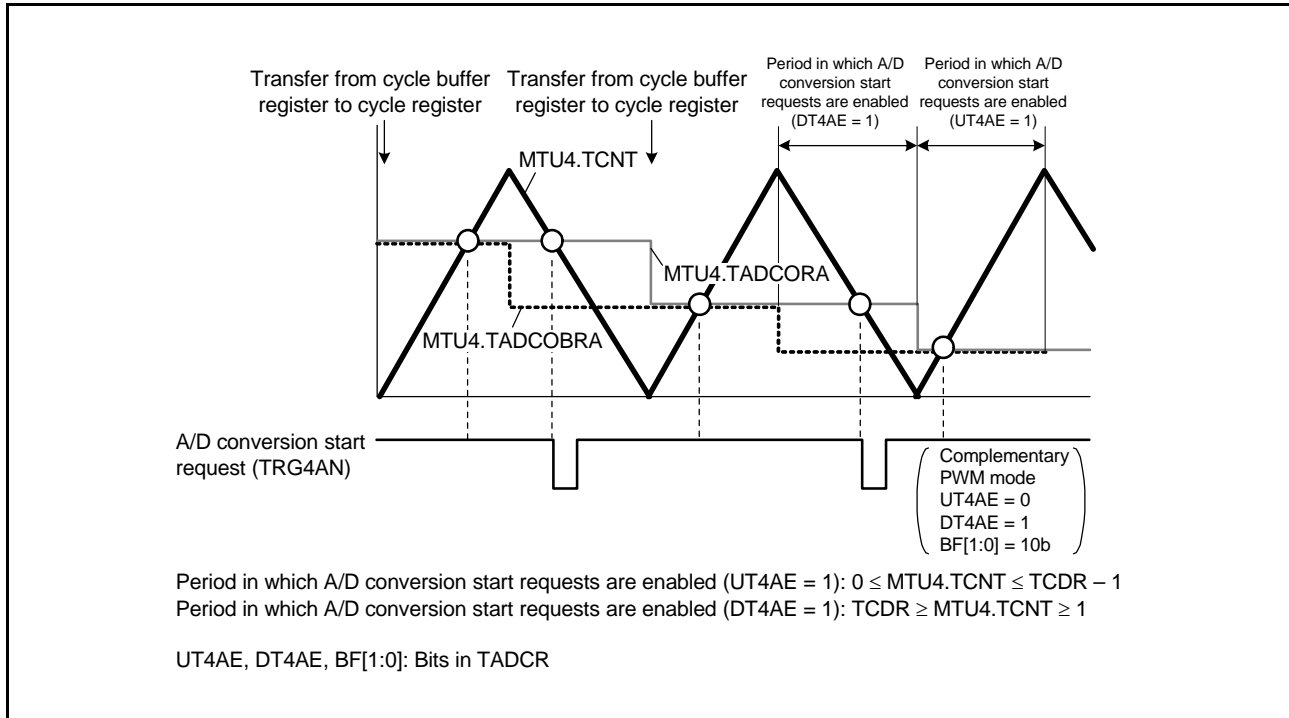 Transfer from cycle buffer
register to cycle register
Transfer from cycle buffer
register to cycle register
Period in which A/D
conversion start
requests are enabled
(DT4AE = 1)
Period in which A/D
conversion start
requests are enabled
(UT4AE = 1)
MTU4.TCNT
MTU4.TADCORA
MTU4.TADCOBRA
A/D conversion start
request (TRG4AN)
Complementary
PWM mode
UT4AE = 0
DT4AE = 1
BF[1:0] = 10b
Period in which A/D conversion start requests are enabled (UT4AE = 1): 0 ≤ MTU4.TCNT ≤ TCDR – 1
Period in which A/D conversion start requests are enabled (DT4AE = 1): TCDR ≥ MTU4.TCNT ≥ 1
UT4AE, DT4AE, BF[1:0]: Bits in TADCR